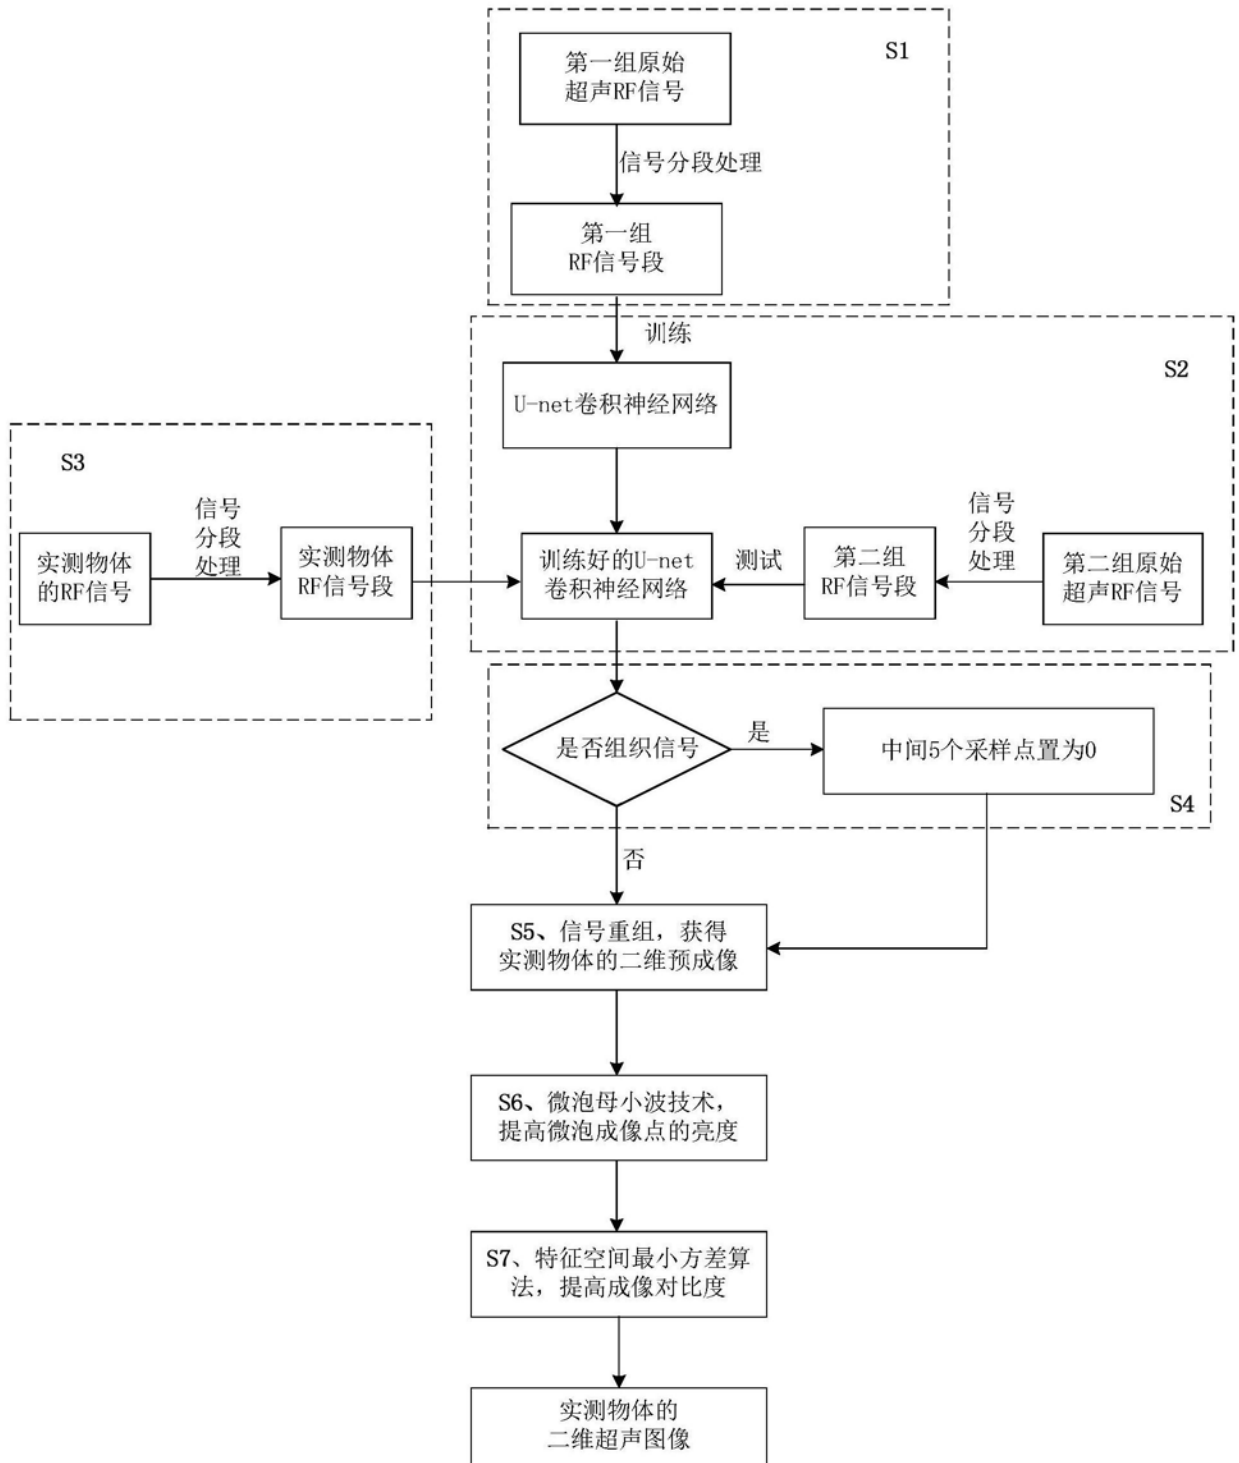 S1
第一组原始
超声RF信号
信号分段处理
第一组
RF信号段
训练
S2
U-net卷积神经网络
S3
信号
分段
处理
实测物体
的RF信号
实测物体
RF信号段
训练好的U-net
卷积神经网络
测试
第二组
RF信号段
信号
分段
处理
第二组原始
超声RF信号
是否组织信号
是
中间5个采样点置为0
S4
否
S5、信号重组，获得
实测物体的二维预成像
S6、微泡母小波技术，
提高微泡成像点的亮度
S7、特征空间最小方差算
法，提高成像对比度
实测物体的
二维超声图像